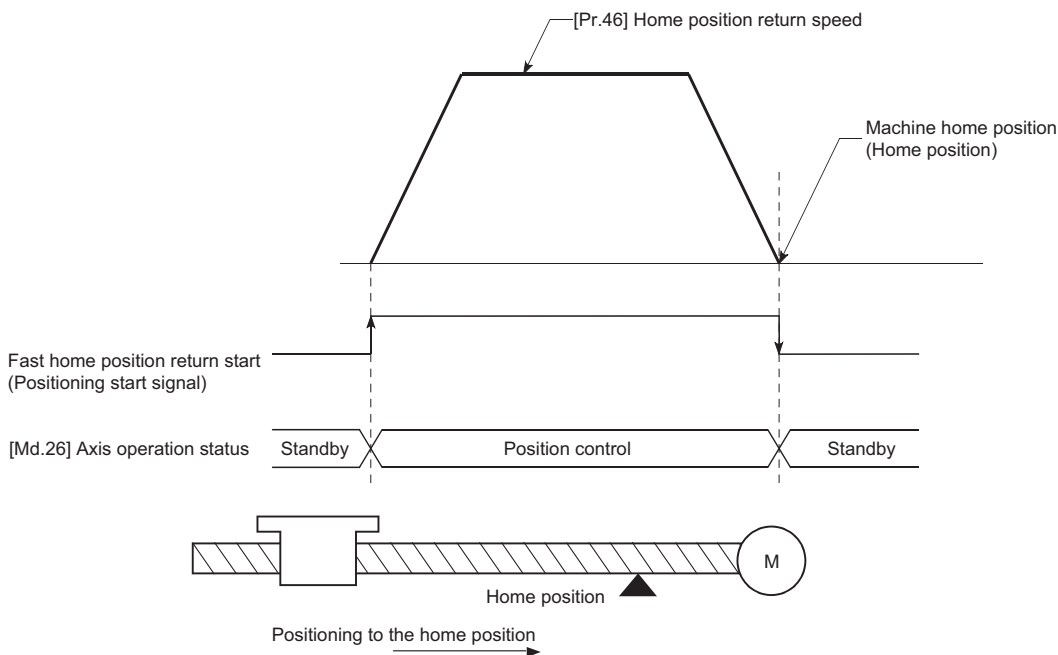 [Pr.46] Home position return speed
Machine home position
(Home position)
Fast home position return start
(Positioning start signal)
[Md.26] Axis operation status
Standby
Position control
Standby
M
Home position
Positioning to the home position